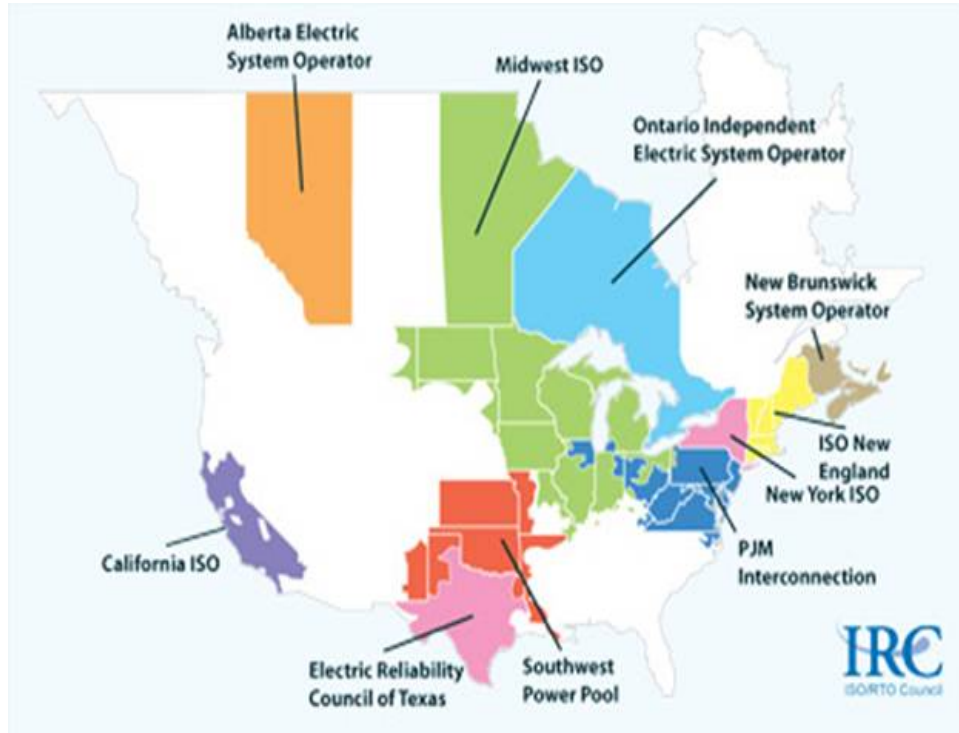 Alberta Electric
System Operator
Midwest ISO
Ontario Independent
Electric System Operator
New Brunswick
System Operator
ISO New
England
New York ISO
California ISO
PJM
Interconnection
Electric Reliability
Council of Texas
Southwest
Power Pool
IRC
ISO/RTO Council